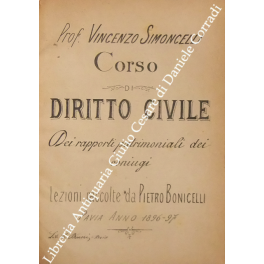 Prof. VINCENZO SIMONCELLI
Corso
DI
DIRITTO CIVILE
Dei rapporti patrimoniali dei
coniugi
Lezioni raccolte da PIETRO BONICELLI
PAVIA ANNO 1896-97
Libreria Antiquaria Giulio Cesare di Daniele Corradi